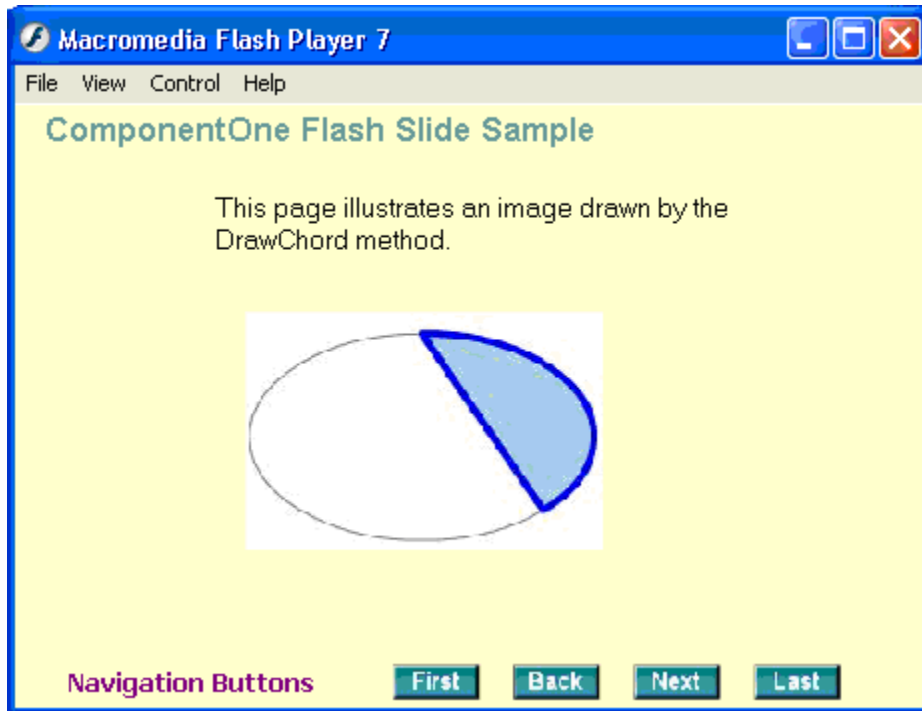 Macromedia Flash Player 7
File View Control Help
ComponentOne Flash Slide Sample
This page illustrates an image drawn by the
DrawChord method.
Navigation Buttons First Back Next Last